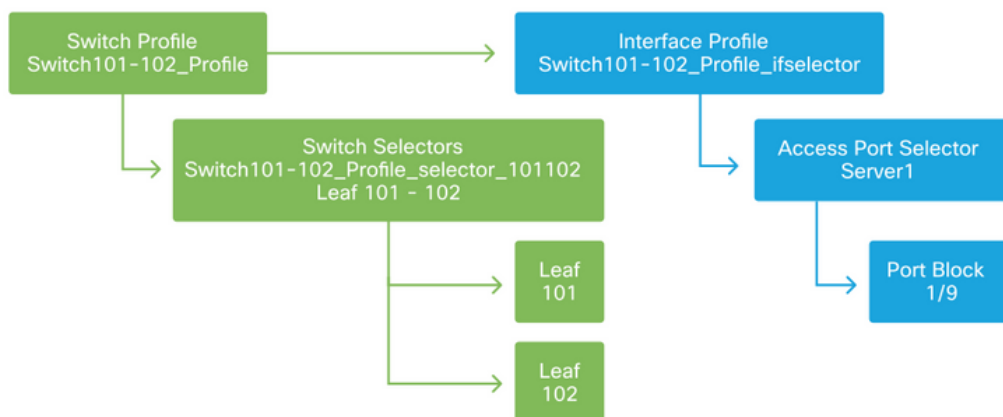 Switch Profile
Switch101-102_Profile
Interface Profile
Switch101-102_Profile_ifselector
Switch Selectors
Switch101-102_Profile_selector_101102
Leaf 101 - 102
Access Port Selector
Server1
Leaf
101
Port Block
1/9
Leaf
102